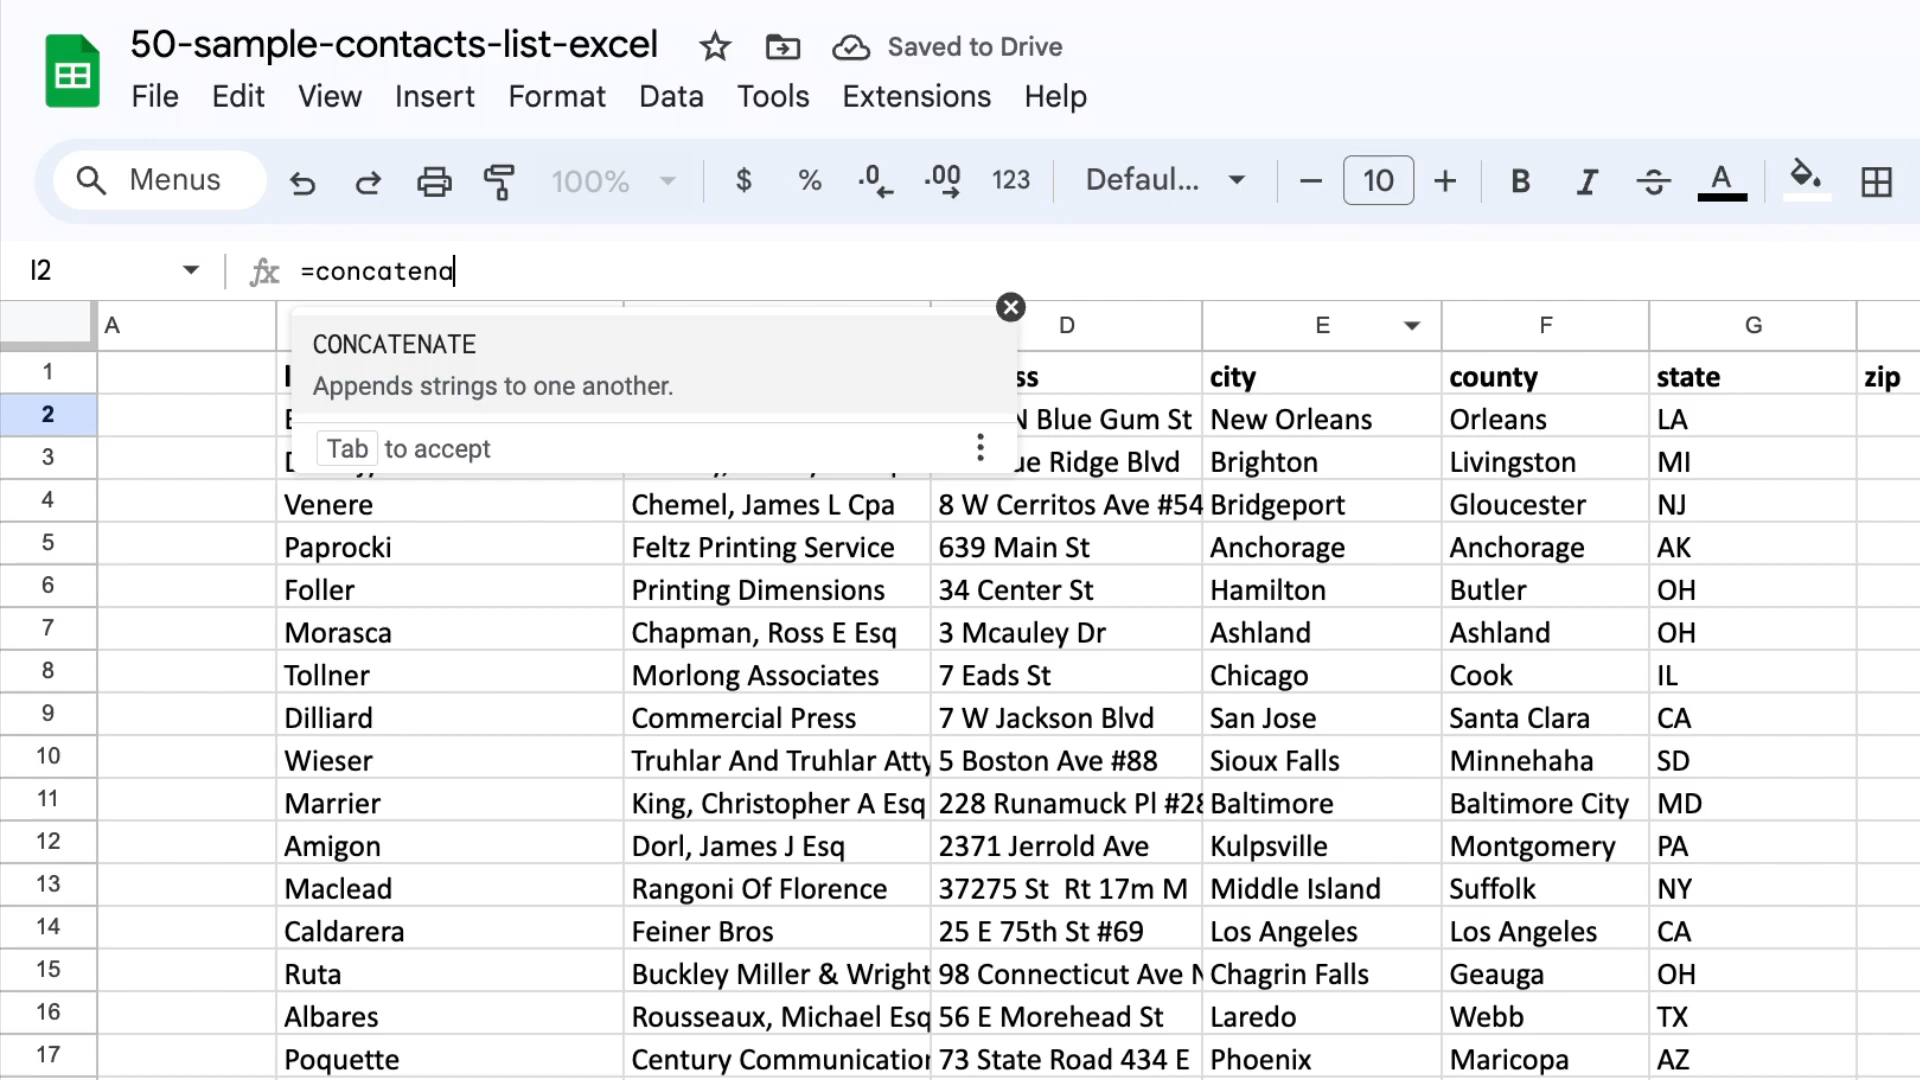 50-sample-contacts-list-excel Saved to Drive
File Edit View Insert Format Data Tools Extensions Help
Menus 100% $ % .0 .00 123 Defaul... 10 B I A
I2 fx =concatena
CONCATENATE
Appends strings to one another.
Tab to accept
A D E F G
1 ss city county state zip
2 N Blue Gum St New Orleans Orleans LA
3 ue Ridge Blvd Brighton Livingston MI
4 Venere Chemel, James L Cpa 8 W Cerritos Ave #54 Bridgeport Gloucester NJ
5 Paprocki Feltz Printing Service 639 Main St Anchorage Anchorage AK
6 Foller Printing Dimensions 34 Center St Hamilton Butler OH
7 Morasca Chapman, Ross E Esq 3 Mcauley Dr Ashland Ashland OH
8 Tollner Morlong Associates 7 Eads St Chicago Cook IL
9 Dilliard Commercial Press 7 W Jackson Blvd San Jose Santa Clara CA
10 Wieser Truhlar And Truhlar Atty 5 Boston Ave #88 Sioux Falls Minnehaha SD
11 Marrier King, Christopher A Esq 228 Runamuck Pl #28 Baltimore Baltimore City MD
12 Amigon Dorl, James J Esq 2371 Jerrold Ave Kulpsville Montgomery PA
13 Maclead Rangoni Of Florence 37275 St  Rt 17m M Middle Island Suffolk NY
14 Caldarera Feiner Bros 25 E 75th St #69 Los Angeles Los Angeles CA
15 Ruta Buckley Miller & Wright 98 Connecticut Ave N Chagrin Falls Geauga OH
16 Albares Rousseaux, Michael Esq 56 E Morehead St Laredo Webb TX
17 Poquette Century Communication 73 State Road 434 E Phoenix Maricopa AZ